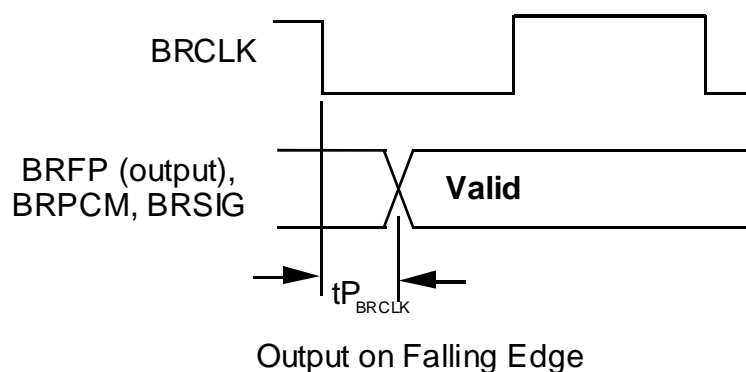 BRCLK
BRFP (output),
BRPCM, BRSIG
Valid
tPBRCLK
Output on Falling Edge